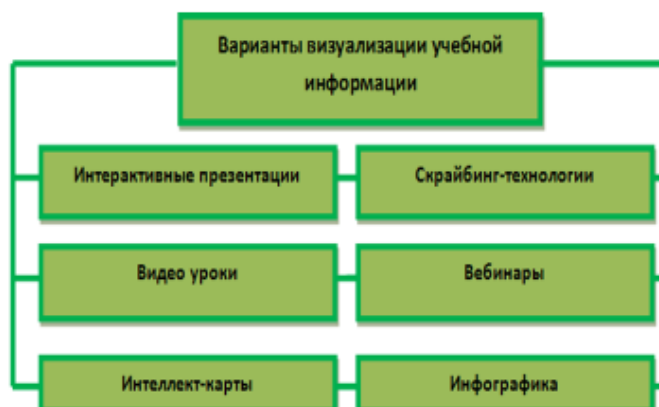 Варианты визуализации учебной
информации
Интерактивные презентации
Скрайбинг-технологии
Видео уроки
Вебинары
Интеллект-карты
Инфографика